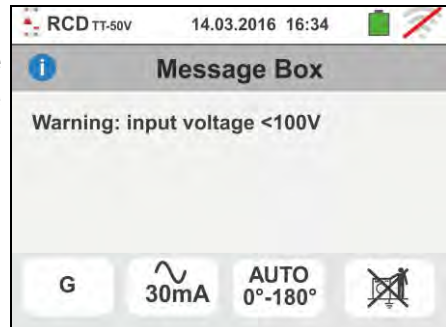 RCD TT-50V 14.03.2016 16:34
Message Box
Warning: input voltage <100V
G
30mA
AUTO
0°-180°